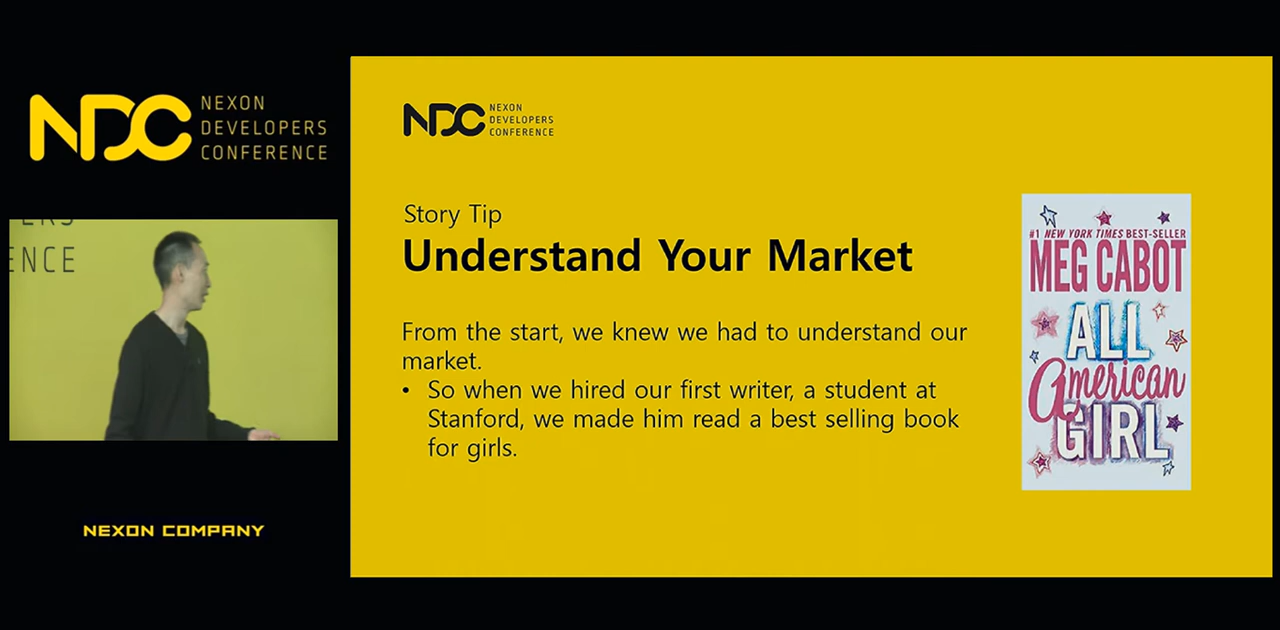 NDC NEXON
DEVELOPERS
CONFERENCE
ERS
ENCE
NEXON COMPANY
NDC NEXON
DEVELOPERS
CONFERENCE
Story Tip
Understand Your Market
From the start, we knew we had to understand our
market.
• So when we hired our first writer, a student at
Stanford, we made him read a best selling book
for girls.
#1 NEW YORK TIMES BEST-SELLER
MEG CABOT
ALL
American
GIRL